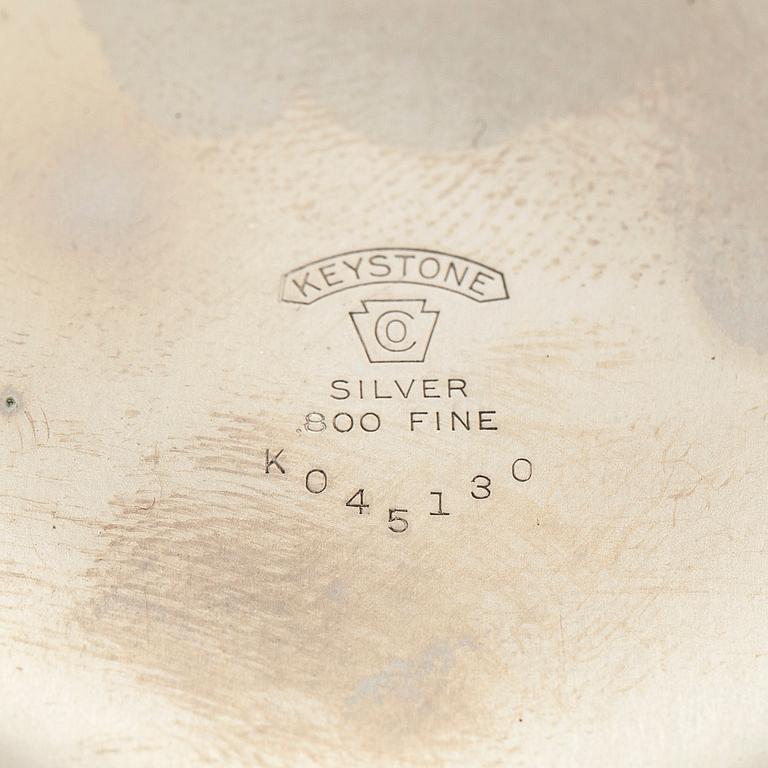 KEYSTONE
CO
SILVER
.800 FINE
K045130